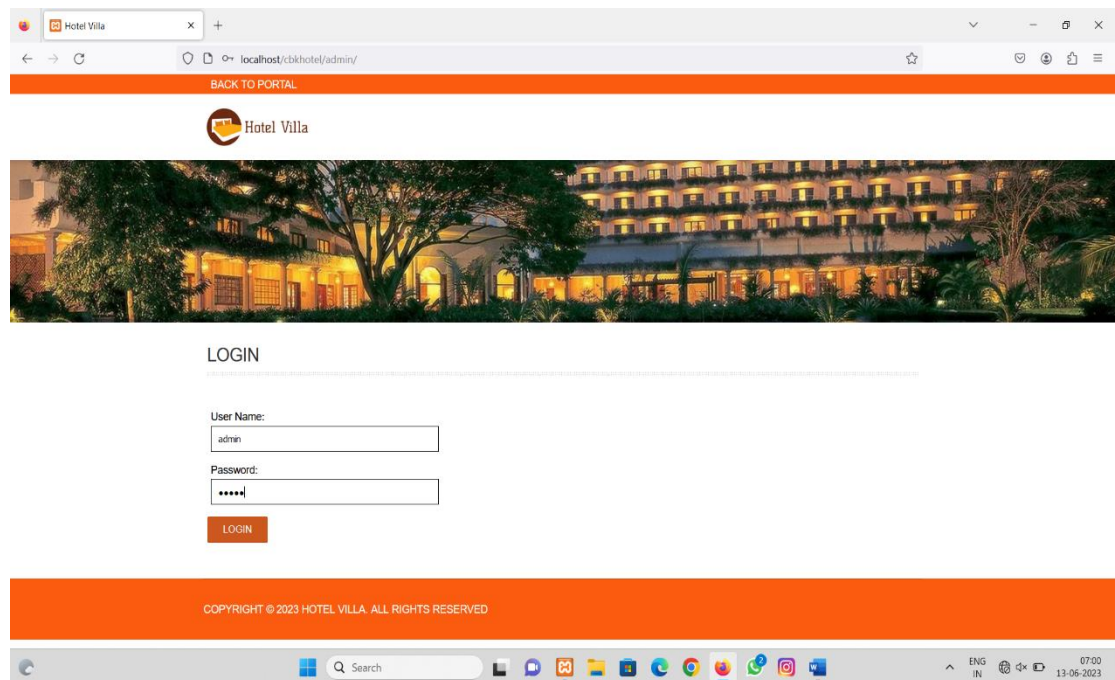 Hotel Villa
localhost/cbkhotel/admin/
BACK TO PORTAL
Hotel Villa
LOGIN
User Name:
admin
Password:
•••••
LOGIN
COPYRIGHT © 2023 HOTEL VILLA. ALL RIGHTS RESERVED
Search
2
ENG
IN
07:00
13-06-2023